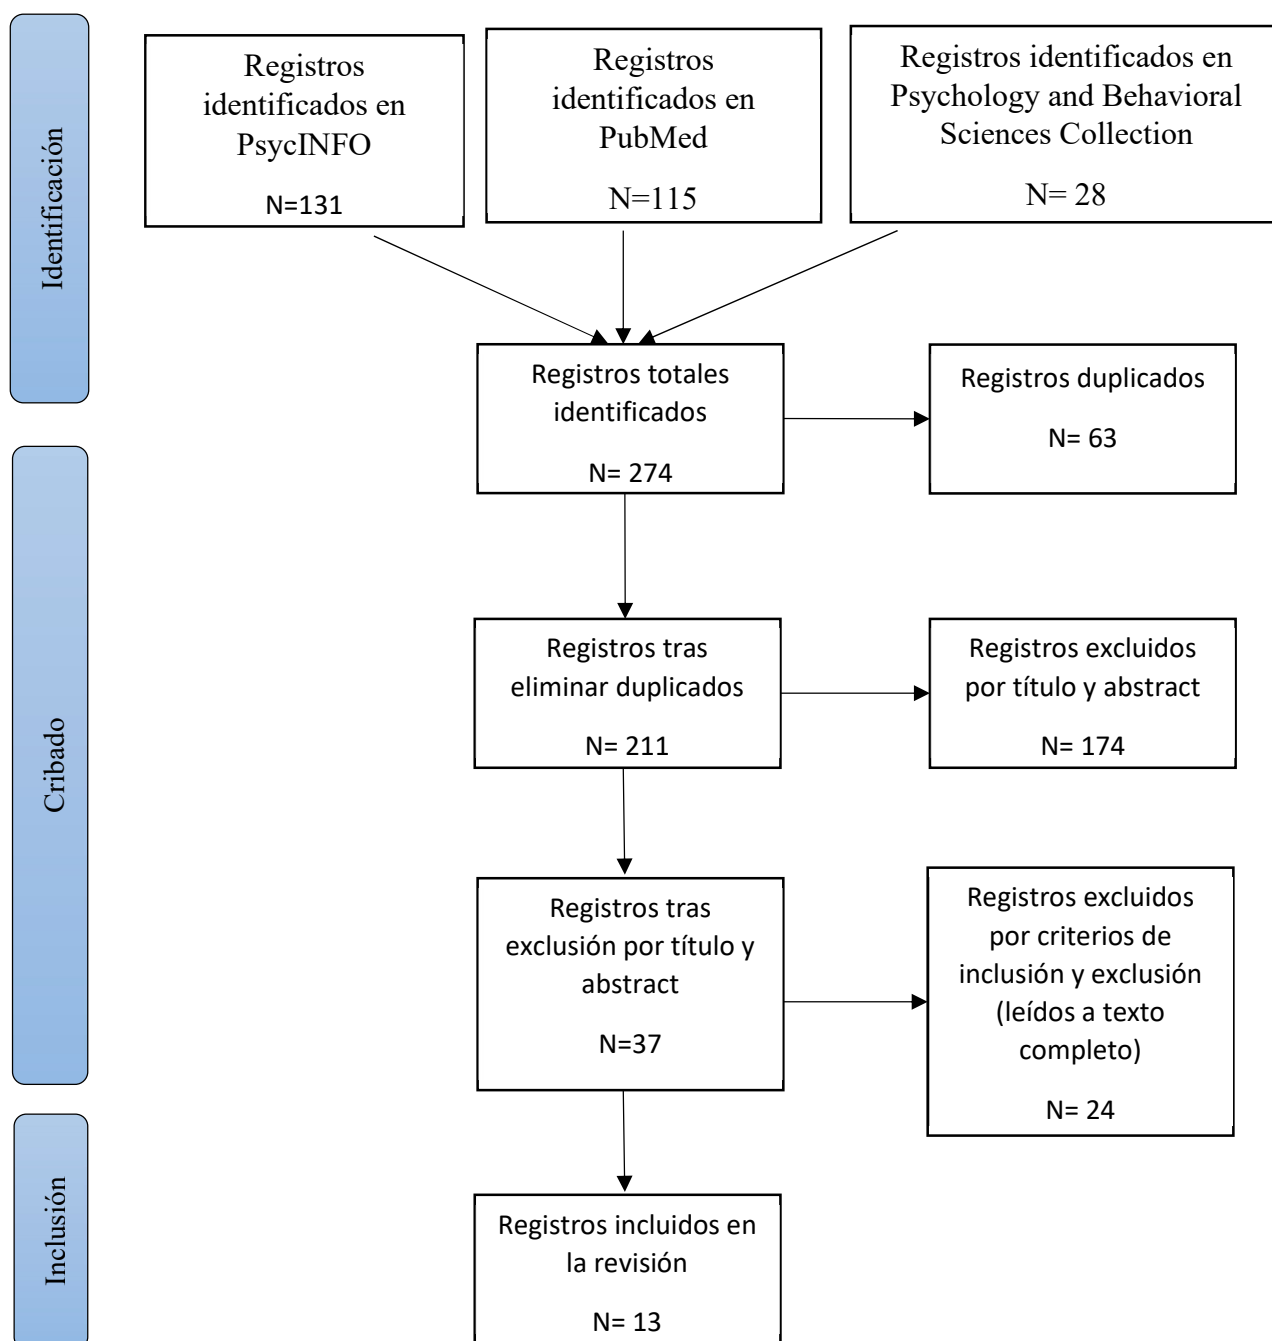 Identificación
Registros
identificados en
PsycINFO
N=131
Registros
identificados en
PubMed
N=115
Registros identificados en
Psychology and Behavioral
Sciences Collection
N= 28
Registros totales
identificados
N= 274
Registros duplicados
N= 63
Cribado
Registros tras
eliminar duplicados
N= 211
Registros excluidos
por título y abstract
N= 174
Registros tras
exclusión por título y
abstract
N=37
Registros excluidos
por criterios de
inclusión y exclusión
(leídos a texto
completo)
N= 24
Inclusión
Registros incluidos en
la revisión
N= 13